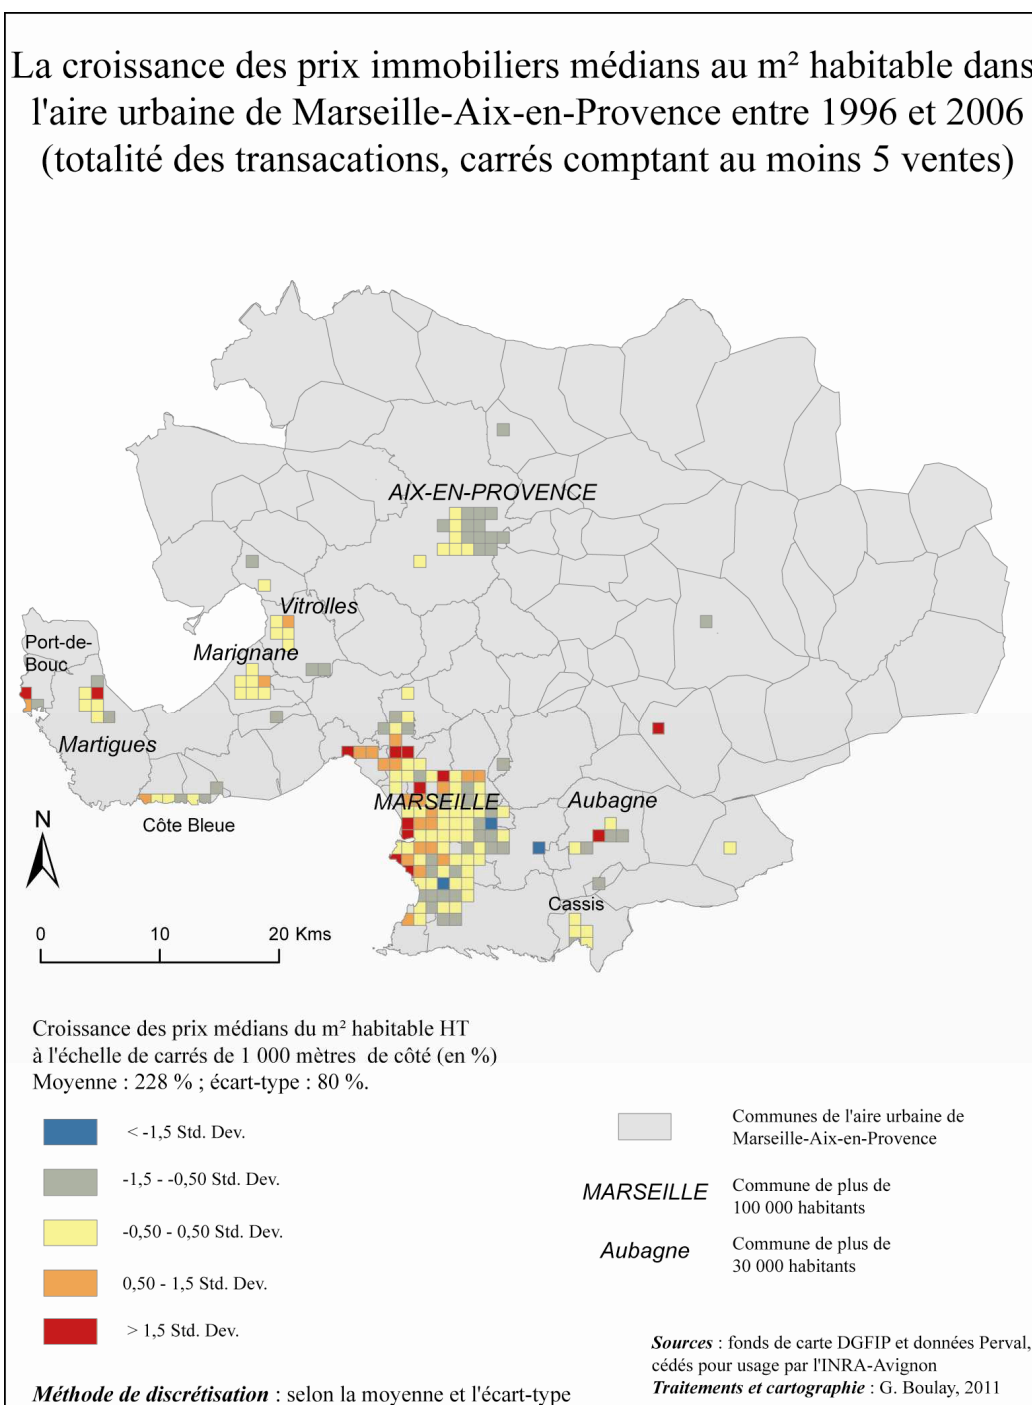 La croissance des prix immobiliers médians au m² habitable dans
l'aire urbaine de Marseille-Aix-en-Provence entre 1996 et 2006
(totalité des transacations, carrés comptant au moins 5 ventes)
AIX-EN-PROVENCE
Vitrolles
Port-de-
Bouc
Marignane
Martigues
MARSEILLE
Aubagne
Côte Bleue
Cassis
N
0 10 20 Kms
Croissance des prix médians du m² habitable HT
à l'échelle de carrés de 1 000 mètres de côté (en %)
Moyenne : 228 % ; écart-type : 80 %.
< -1,5 Std. Dev.
-1,5 - -0,50 Std. Dev.
-0,50 - 0,50 Std. Dev.
0,50 - 1,5 Std. Dev.
> 1,5 Std. Dev.
Communes de l'aire urbaine de
Marseille-Aix-en-Provence
MARSEILLE
Commune de plus de
100 000 habitants
Aubagne
Commune de plus de
30 000 habitants
Sources : fonds de carte DGFIP et données Perval,
cédés pour usage par l'INRA-Avignon
Traitements et cartographie : G. Boulay, 2011
Méthode de discrétisation : selon la moyenne et l'écart-type